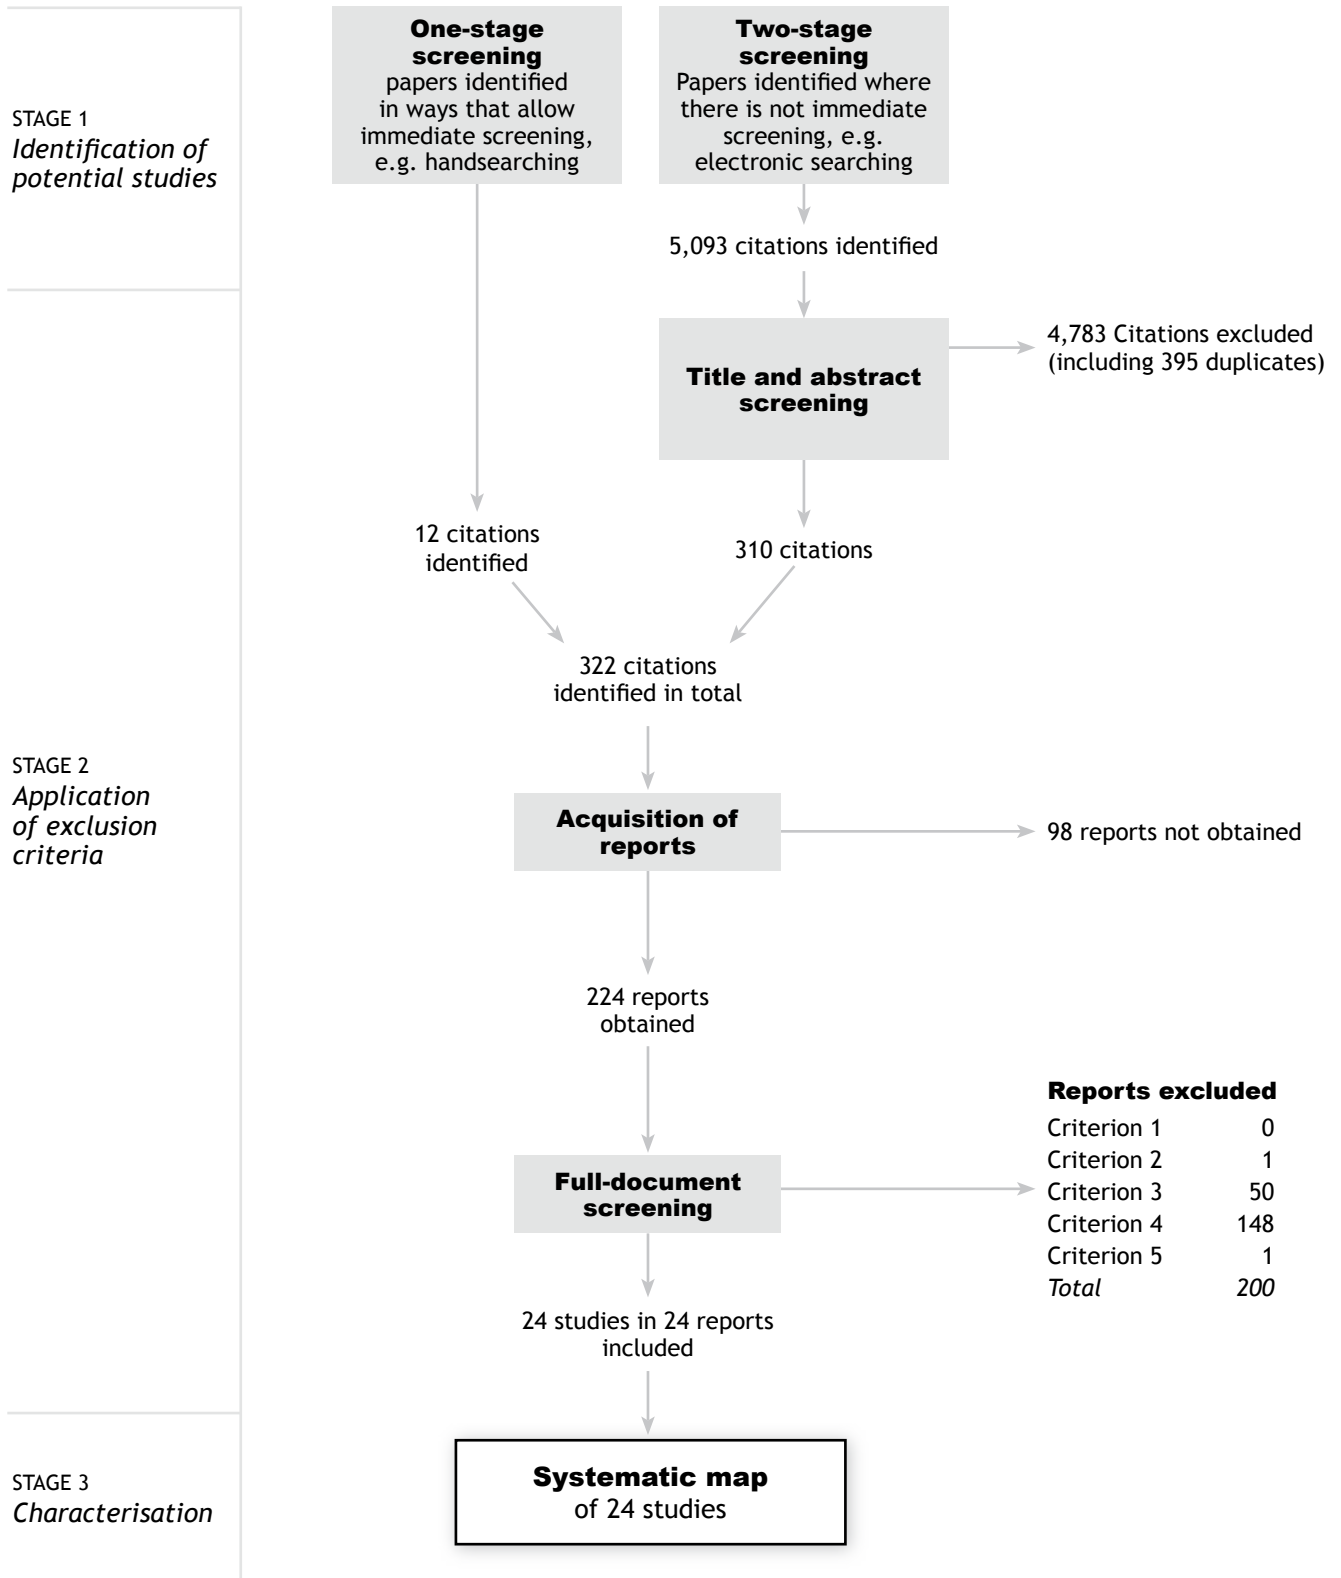 STAGE 1
Identification of
potential studies
One-stage
screening
papers identified
in ways that allow
immediate screening,
e.g. handsearching
Two-stage
screening
Papers identified where
there is not immediate
screening, e.g.
electronic searching
5,093 citations identified
Title and abstract
screening
4,783 Citations excluded
(including 395 duplicates)
12 citations
identified
310 citations
322 citations
identified in total
STAGE 2
Application
of exclusion
criteria
Acquisition of
reports
98 reports not obtained
224 reports
obtained
Full-document
screening
Reports excluded
Criterion 1 0
Criterion 2 1
Criterion 3 50
Criterion 4 148
Criterion 5 1
Total 200
24 studies in 24 reports
included
STAGE 3
Characterisation
Systematic map
of 24 studies